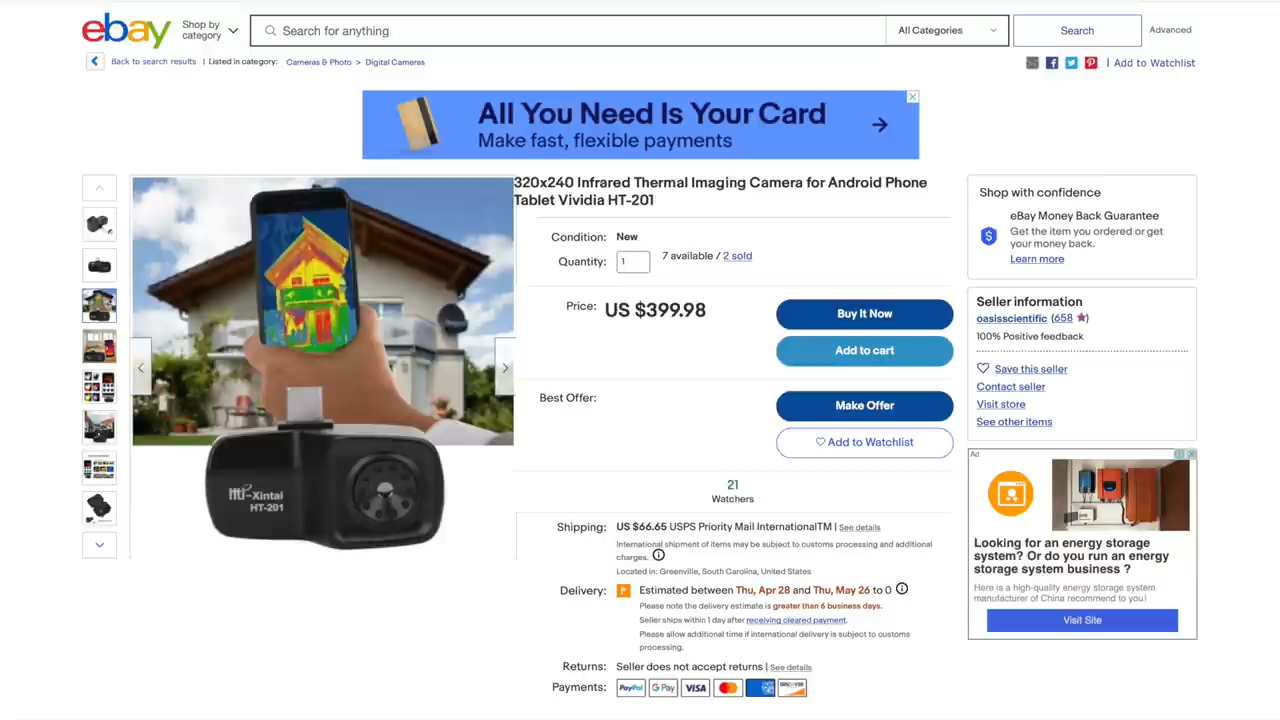 ebay
Shop by
category
Search for anything
All Categories
Search
Advanced
Back to search results | Listed in category: Cameras & Photo > Digital Cameras
| Add to Watchlist
All You Need Is Your Card
Make fast, flexible payments
320x240 Infrared Thermal Imaging Camera for Android Phone
Tablet Vividia HT-201
Condition: New
Quantity: 1 7 available / 2 sold
Price: US $399.98
Buy It Now
Add to cart
Best Offer:
Make Offer
Add to Watchlist
21
Watchers
Shipping: US $66.65 USPS Priority Mail InternationalTM | See details
International shipment of items may be subject to customs processing and additional
charges.
Located in: Greenville, South Carolina, United States
Delivery: Estimated between Thu, Apr 28 and Thu, May 26 to 0
Please note the delivery estimate is greater than 6 business days.
Seller ships within 1 day after receiving cleared payment.
Please allow additional time if international delivery is subject to customs
processing.
Returns: Seller does not accept returns | See details
Payments: PayPal G Pay VISA DISCOVER
hti-Xintai
HT-201
Shop with confidence
eBay Money Back Guarantee
Get the item you ordered or get
your money back.
Learn more
Seller information
oasisscientific (658)
100% Positive feedback
Save this seller
Contact seller
Visit store
See other items
Ad
Looking for an energy storage
system? Or do you run an energy
storage system business ?
Here is a high-quality energy storage system
manufacturer of China recommend to you!
Visit Site